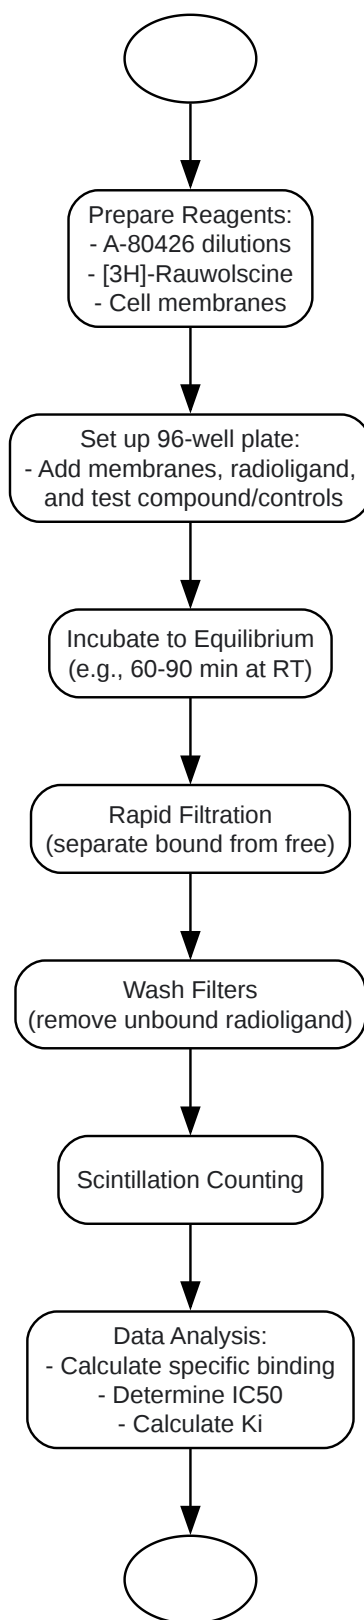 Prepare Reagents:
- A-80426 dilutions
- [3H]-Rauwolscine
- Cell membranes
Set up 96-well plate:
- Add membranes, radioligand,
and test compound/controls
Incubate to Equilibrium
(e.g., 60-90 min at RT)
Rapid Filtration
(separate bound from free)
Wash Filters
(remove unbound radioligand)
Scintillation Counting
Data Analysis:
- Calculate specific binding
- Determine IC50
- Calculate Ki